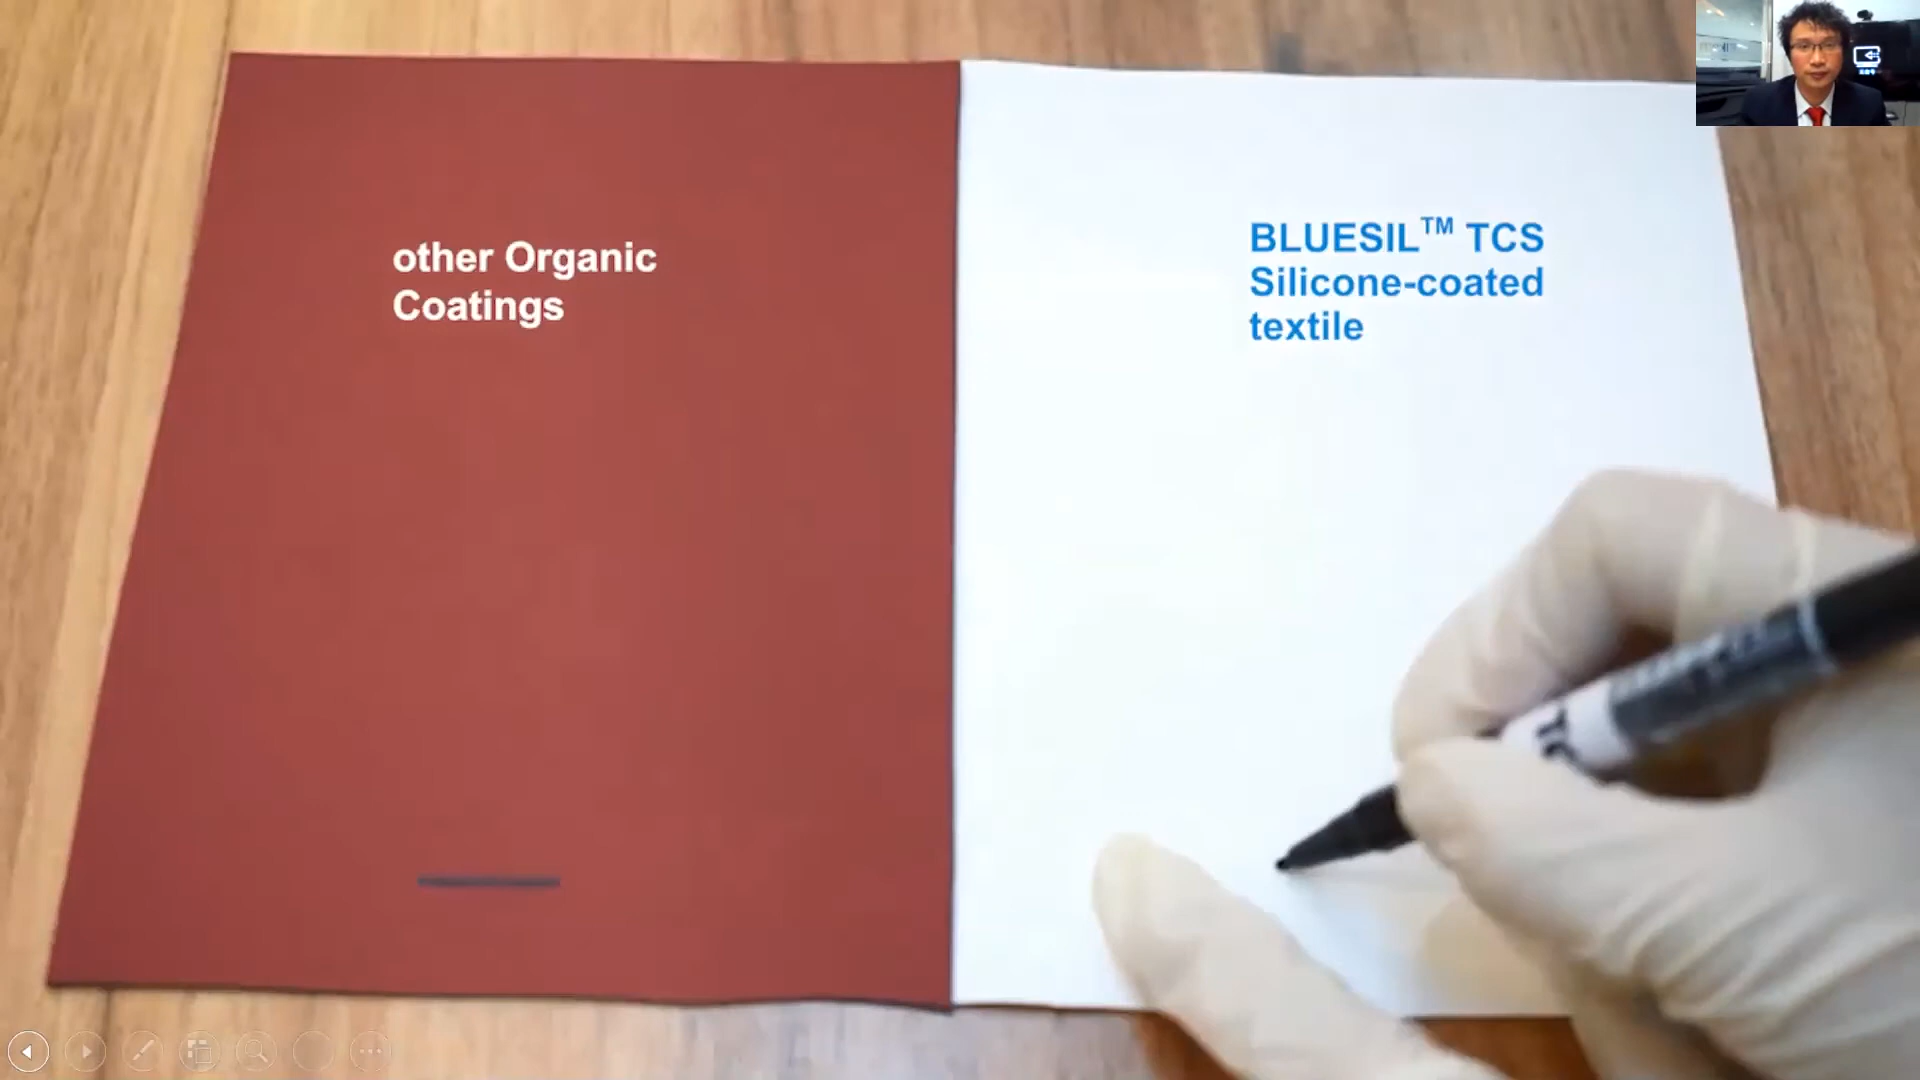 other Organic
Coatings
BLUESIL™ TCS
Silicone-coated
textile